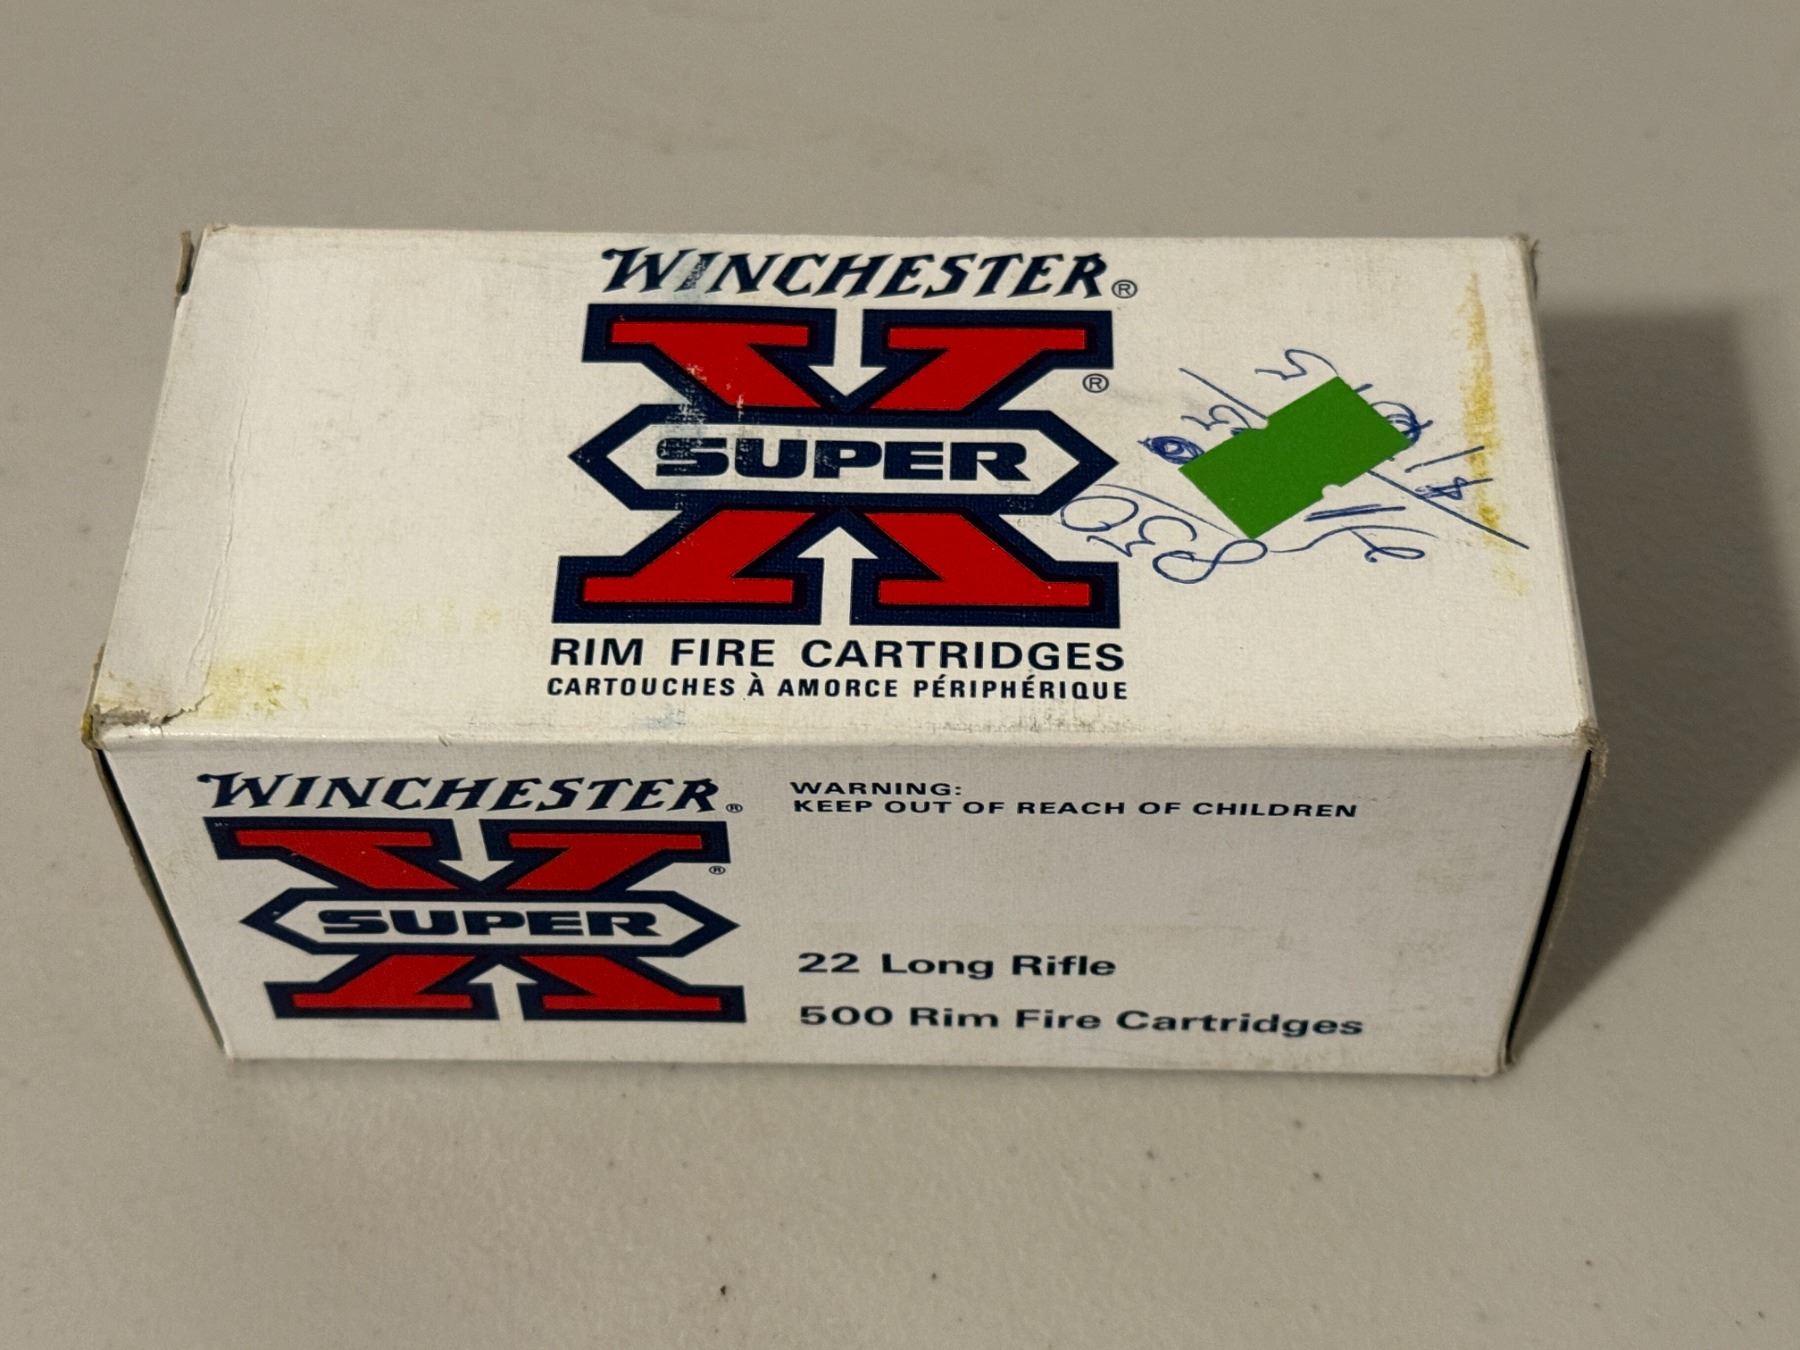 WINCHESTER®
SUPER ®
RIM FIRE CARTRIDGES
CARTOUCHES À AMORCE PÉRIPHÉRIQUE
830
WINCHESTER®
SUPER ®
WARNING:
KEEP OUT OF REACH OF CHILDREN
22 Long Rifle
500 Rim Fire Cartridges